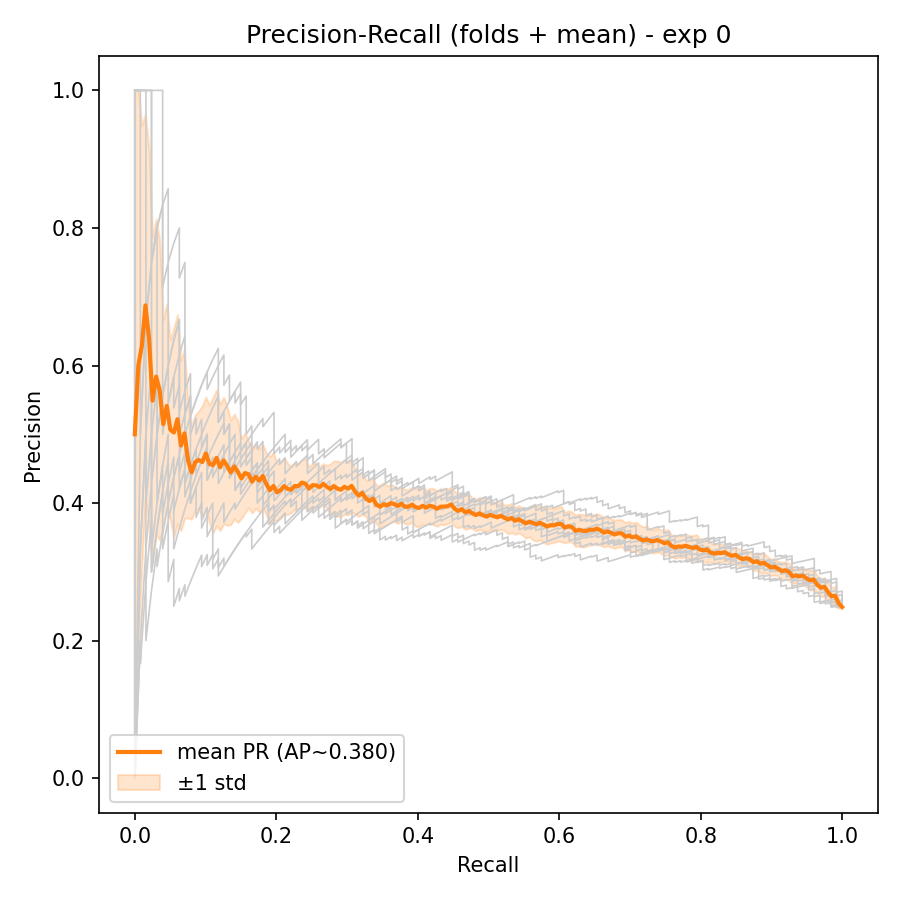 Precision-Recall (folds + mean) - exp 0
Precision
1.0
0.8
0.6
0.4
0.2
0.0
mean PR (AP~0.380)
±1 std
0.0 0.2 0.4 0.6 0.8 1.0
Recall